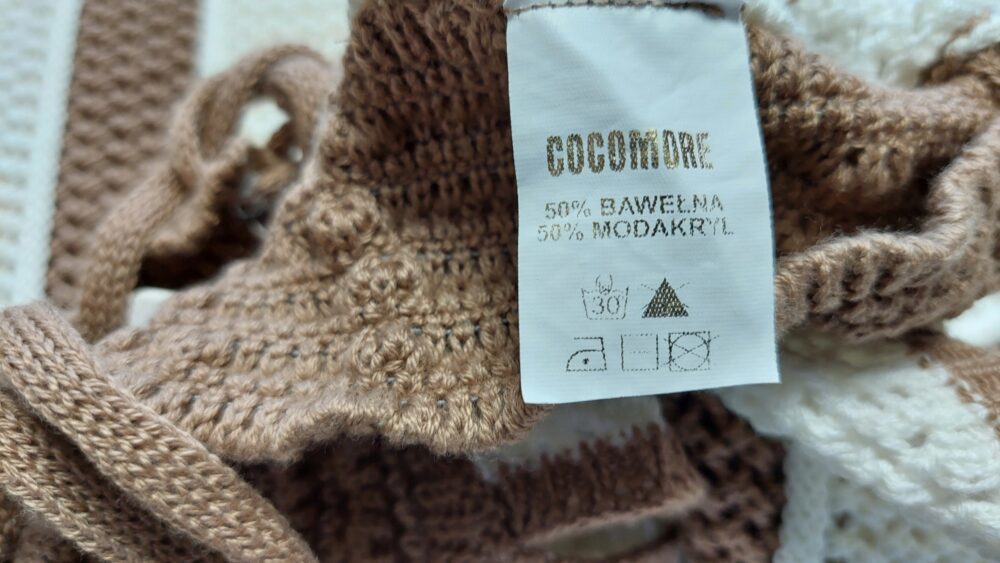 COCOMORE
50% BAWEŁNA
50% MODAKRYL
30